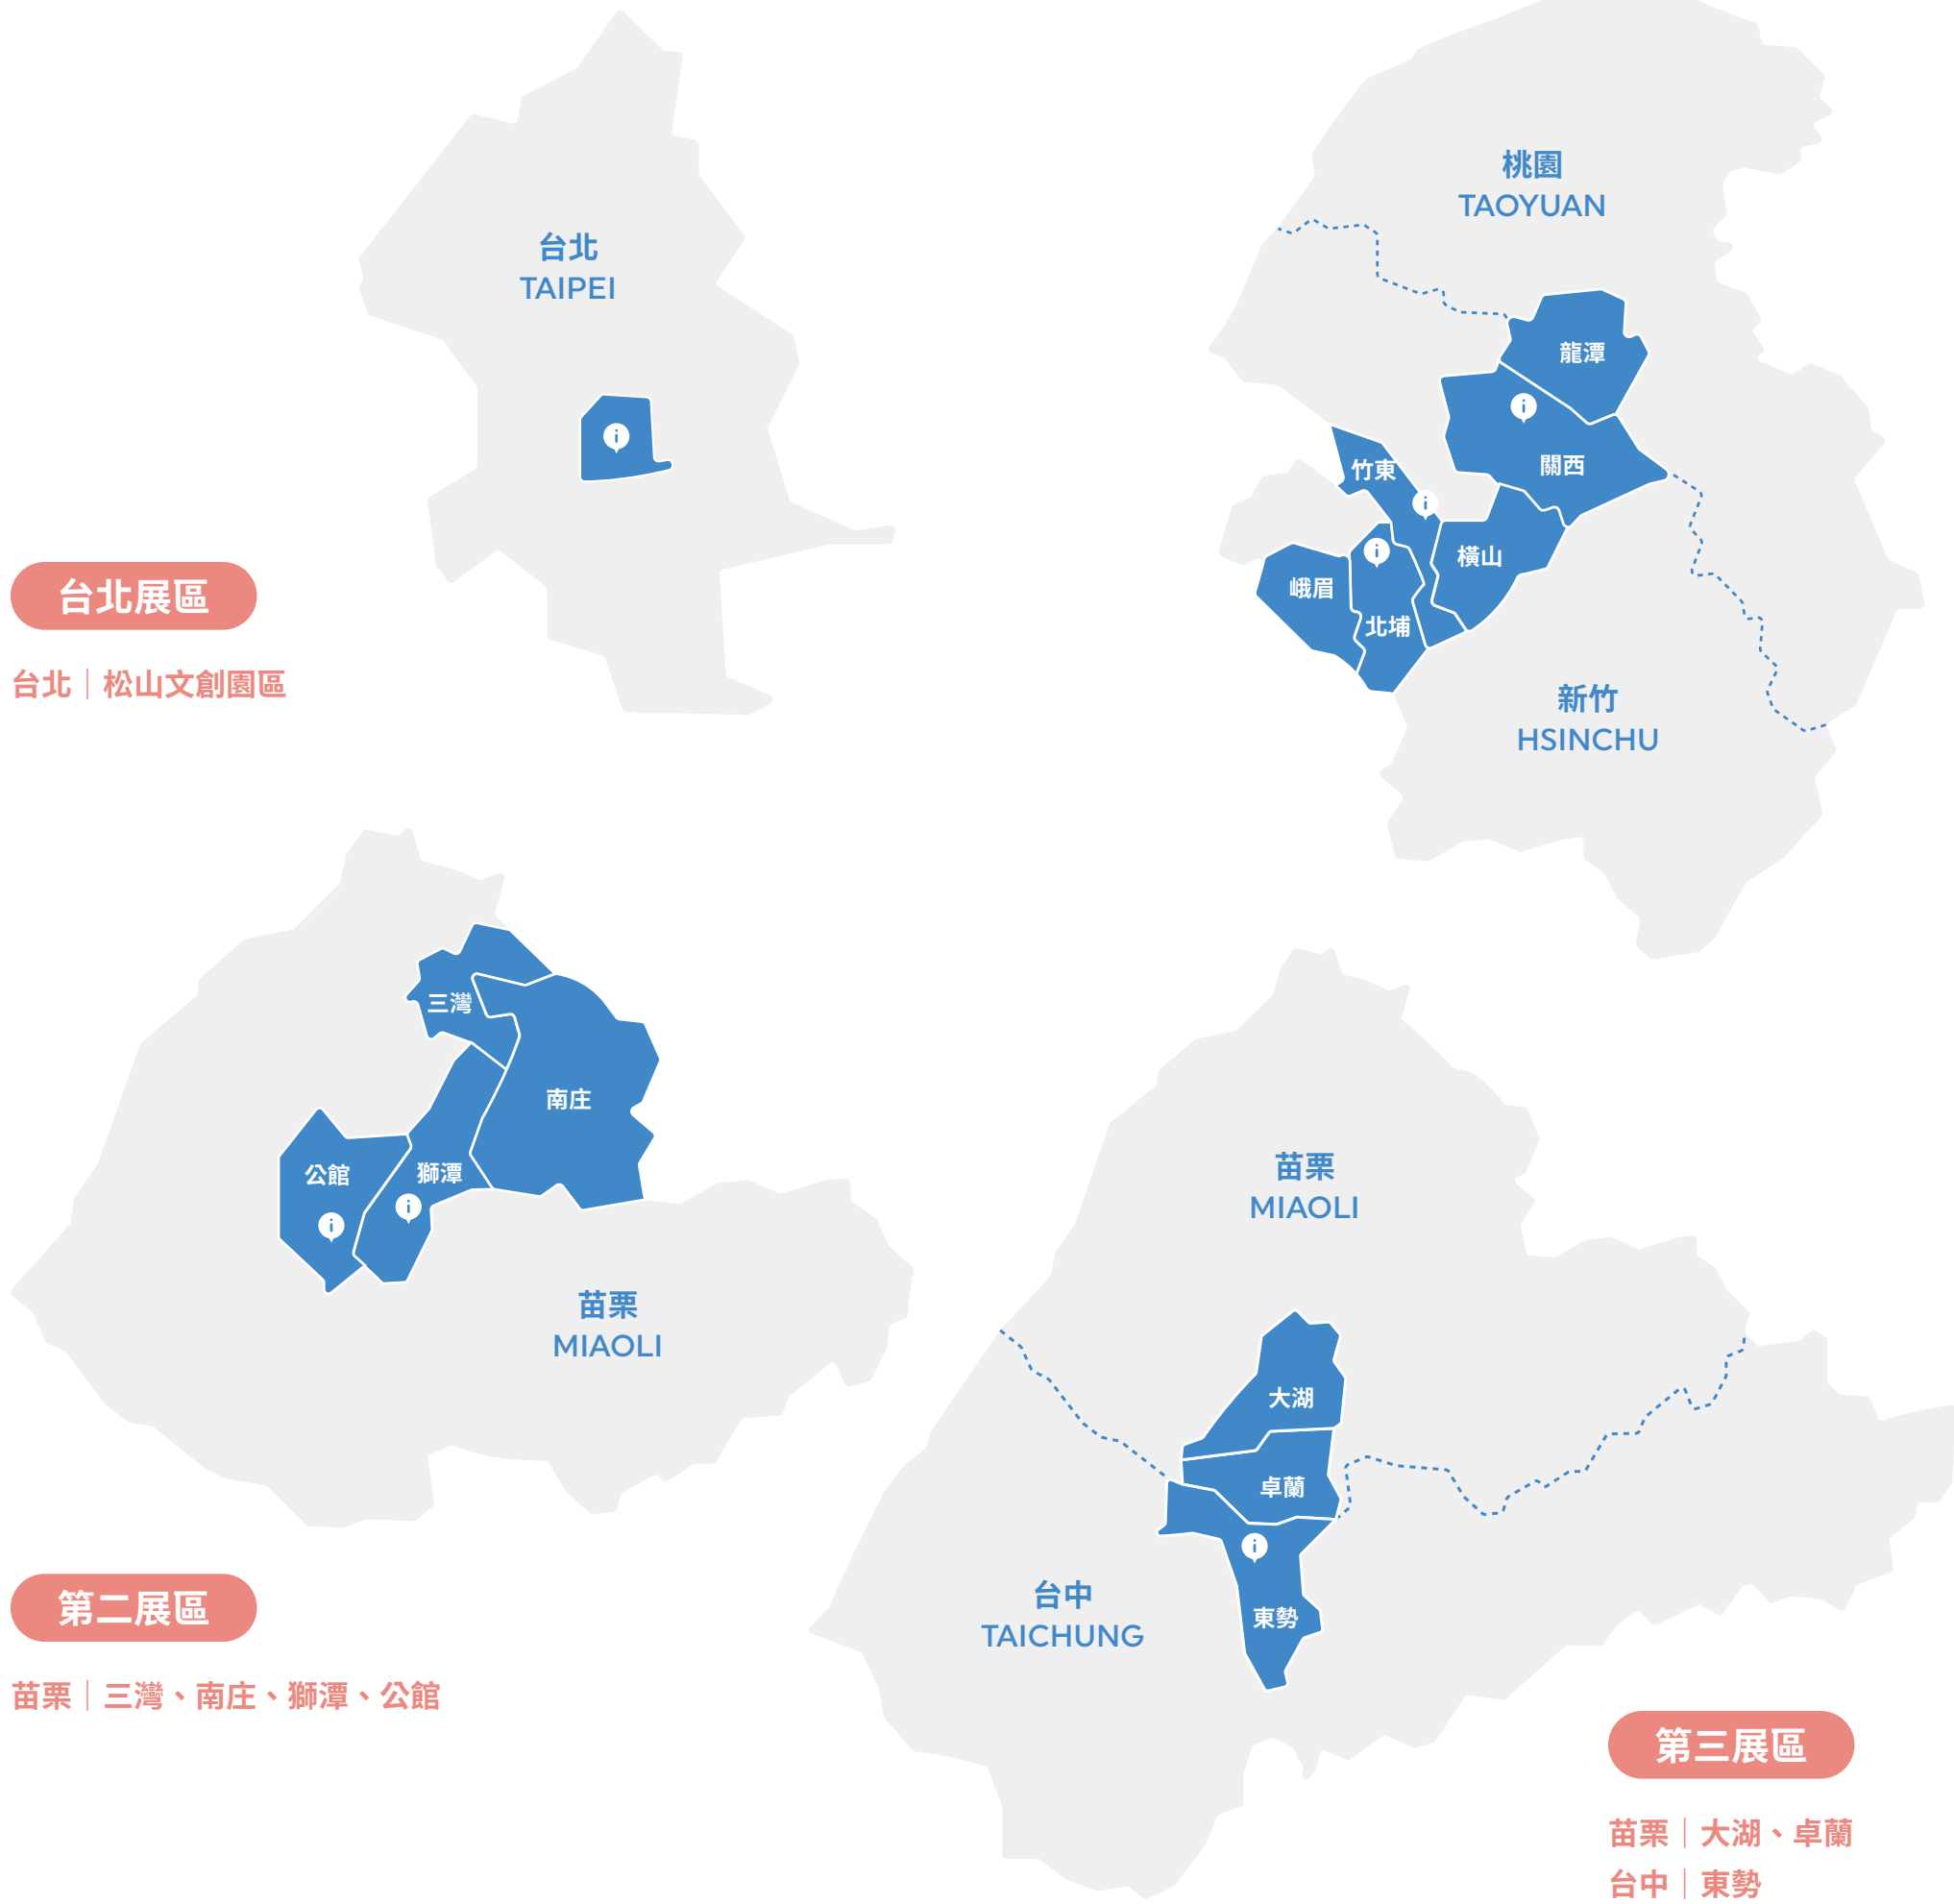 台北
TAIPEI
台北展區
台北｜松山文創園區
桃園
TAOYUAN
龍潭
關西
竹東
橫山
峨眉
北埔
新竹
HSINCHU
三灣
南庄
獅潭
公館
苗栗
MIAOLI
第二展區
苗栗｜三灣、南庄、獅潭、公館
苗栗
MIAOLI
大湖
卓蘭
東勢
台中
TAICHUNG
第三展區
苗栗｜大湖、卓蘭
台中｜東勢